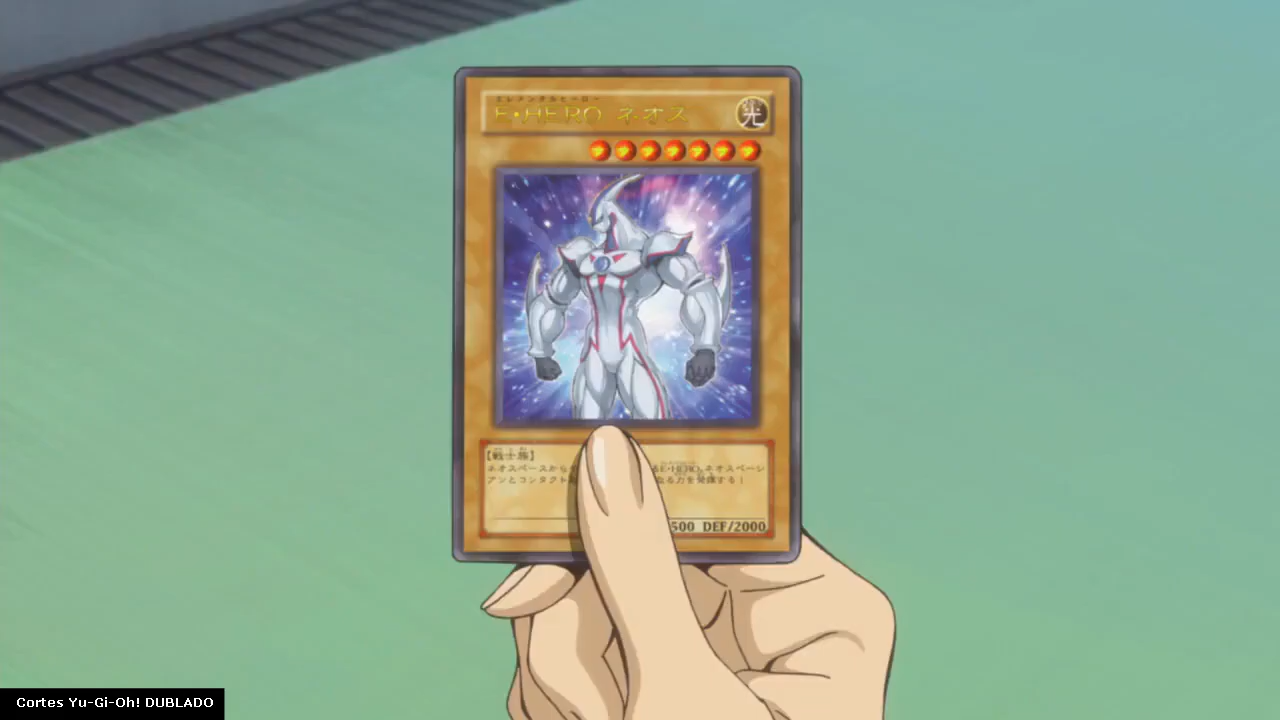 エレメンタルヒーロー
E・HERO ネオス
光
【戦士族】
ネオスペースから E・HERO ネオスペーシ
アンとコンタクト なる力を発揮する！
500 DEF/2000
Cortes Yu-Gi-Oh! DUBLADO